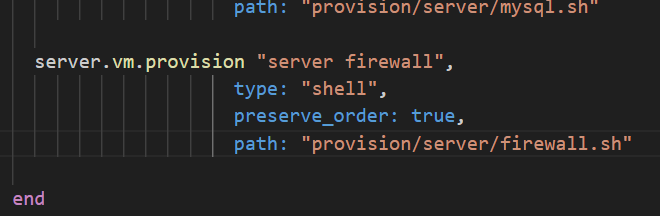 path: "provision/server/mysql.sh"
server.vm.provision "server firewall",
type: "shell",
preserve_order: true,
path: "provision/server/firewall.sh"
end